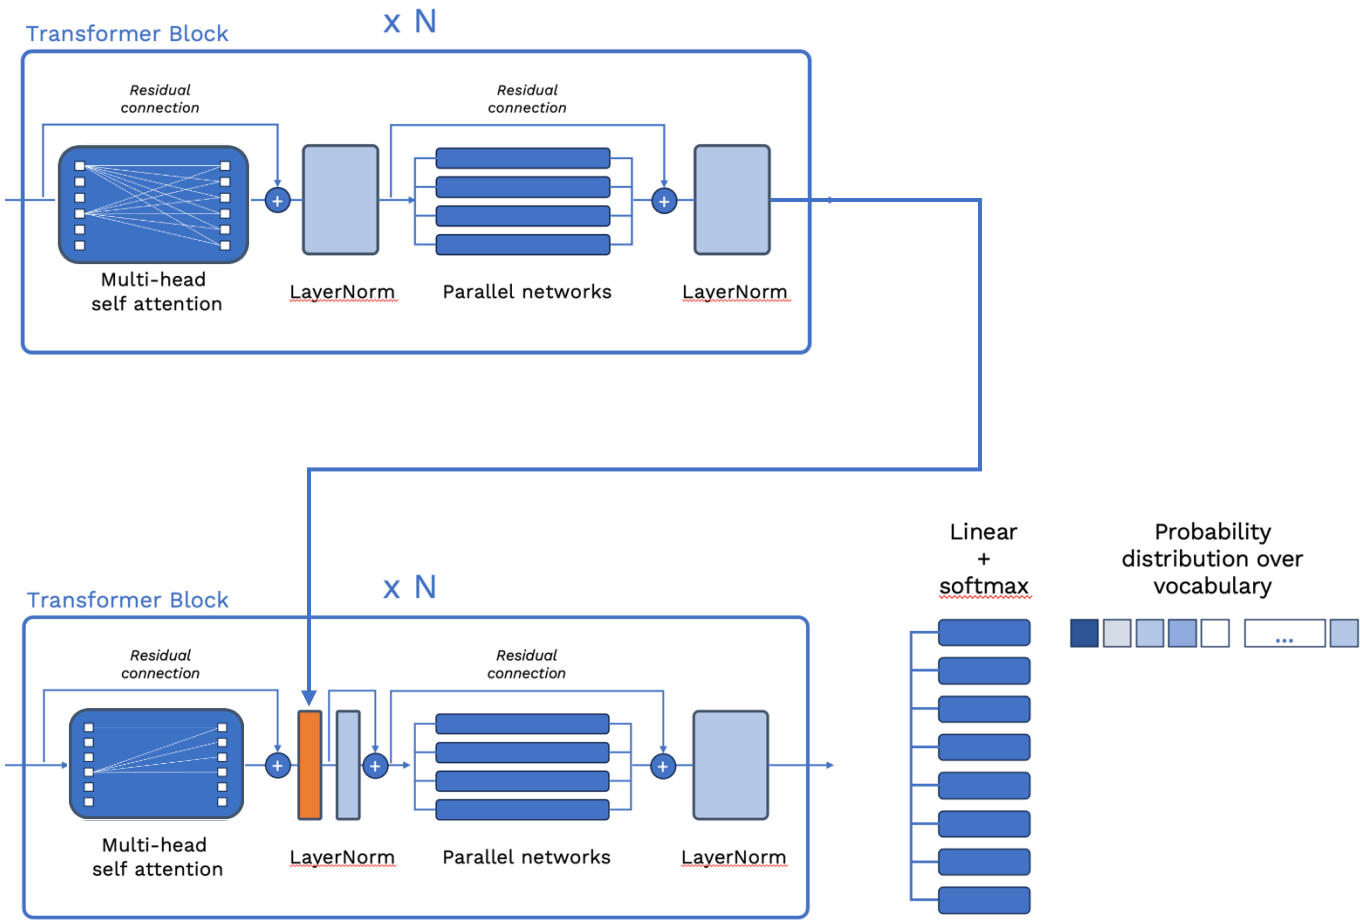 x N
Transformer Block
Residual
connection
Residual
connection
+
+
Multi-head
self attention
LayerNorm
Parallel networks
LayerNorm
Linear
+
softmax
Probability
distribution over
vocabulary
...
x N
Transformer Block
Residual
connection
Residual
connection
+
+
+
Multi-head
self attention
LayerNorm
Parallel networks
LayerNorm